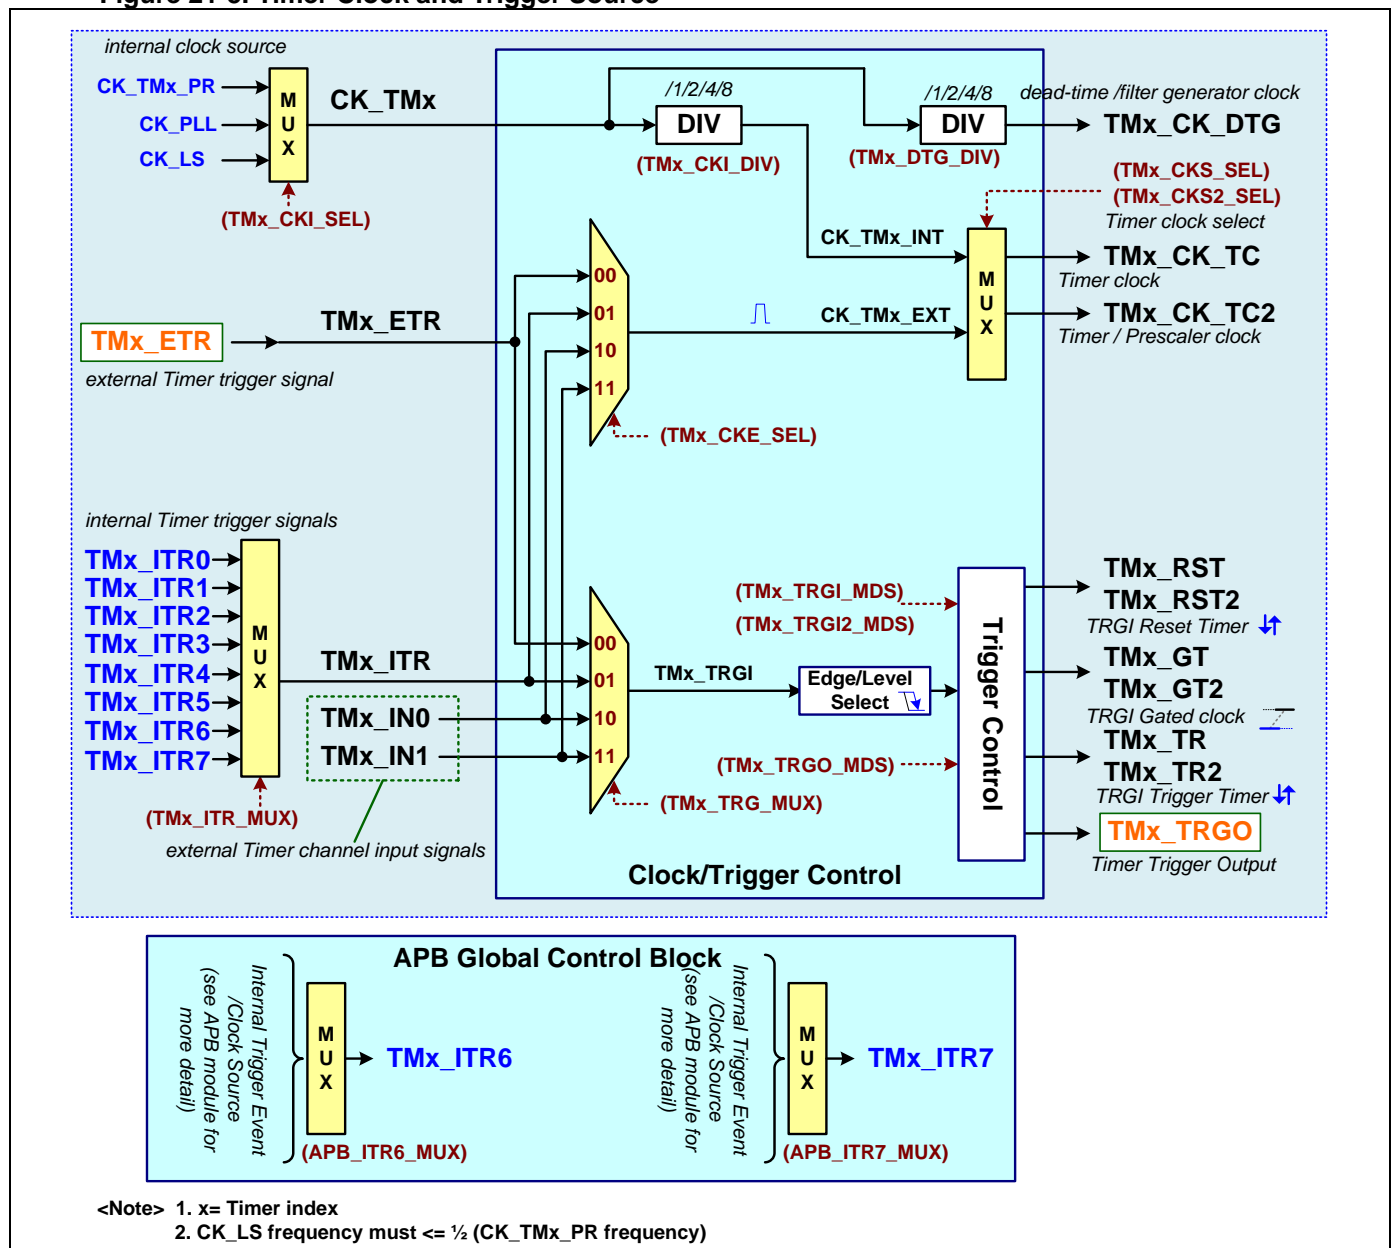 internal clock source
CK_TMx_PR
CK_PLL
CK_LS
M
U
X
CK_TMx
(TMx_CKI_SEL)
/1/2/4/8
DIV
(TMx_CKI_DIV)
/1/2/4/8
DIV
(TMx_DTG_DIV)
dead-time /filter generator clock
TMx_CK_DTG
(TMx_CKS_SEL)
(TMx_CKS2_SEL)
Timer clock select
CK_TMx_INT
M
U
X
TMx_CK_TC
Timer clock
TMx_CK_TC2
Timer / Prescaler clock
00
01
10
11
CK_TMx_EXT
(TMx_CKE_SEL)
TMx_ETR
TMx_ETR
external Timer trigger signal
internal Timer trigger signals
TMx_ITR0
TMx_ITR1
TMx_ITR2
TMx_ITR3
TMx_ITR4
TMx_ITR5
TMx_ITR6
TMx_ITR7
M
U
X
(TMx_ITR_MUX)
TMx_ITR
TMx_IN0
TMx_IN1
external Timer channel input signals
00
01
10
11
TMx_TRGI
(TMx_TRG_MUX)
(TMx_TRGI_MDS)
(TMx_TRGI2_MDS)
Edge/Level
Select
(TMx_TRGO_MDS)
Trigger Control
Clock/Trigger Control
TMx_RST
TMx_RST2
TRGI Reset Timer
TMx_GT
TMx_GT2
TRGI Gated clock
TMx_TR
TMx_TR2
TRGI Trigger Timer
TMx_TRGO
Timer Trigger Output
APB Global Control Block
Internal Trigger Event
/Clock Source
(see APB module for
more detail)
M
U
X
TMx_ITR6
(APB_ITR6_MUX)
Internal Trigger Event
/Clock Source
(see APB module for
more detail)
M
U
X
TMx_ITR7
(APB_ITR7_MUX)
<Note> 1. x= Timer index
2. CK_LS frequency must <= ½ (CK_TMx_PR frequency)